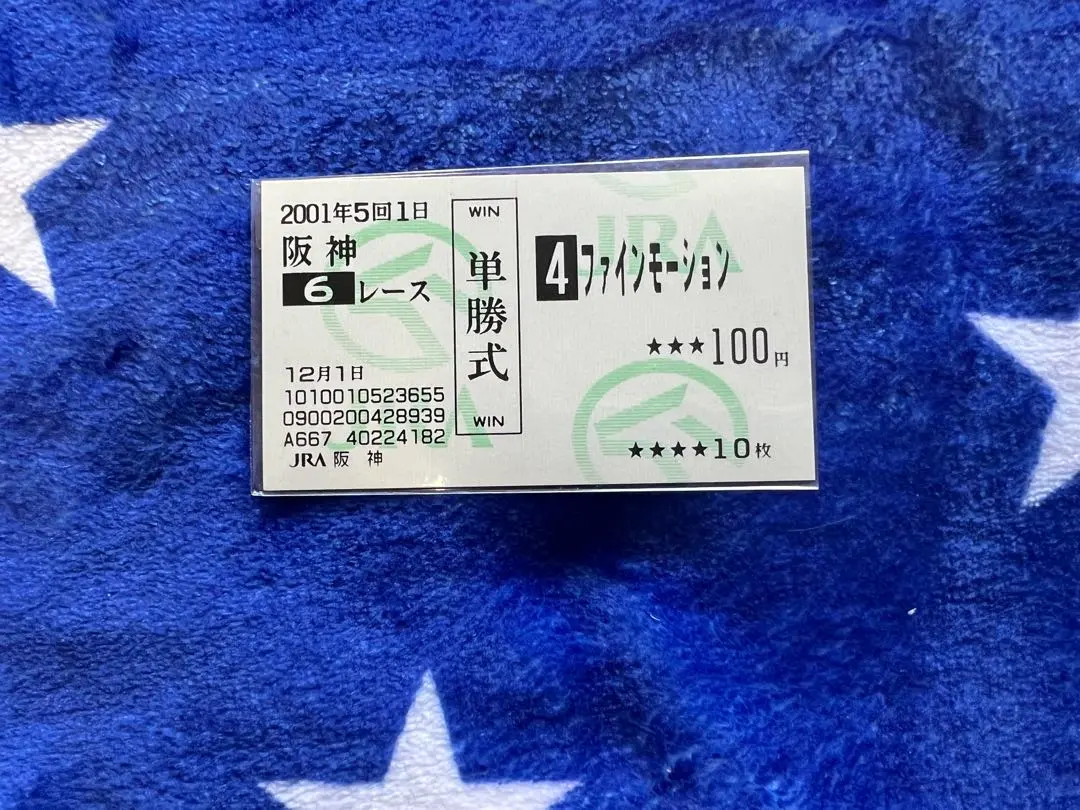 2001年5回1日
阪神
6レース
12月1日
1010010523655
0900200428939
A667 40224182
JRA 阪 神
WIN
単勝式
WIN
4 ファインモーション
★★★100円
★★★★10枚
JRA
JRA